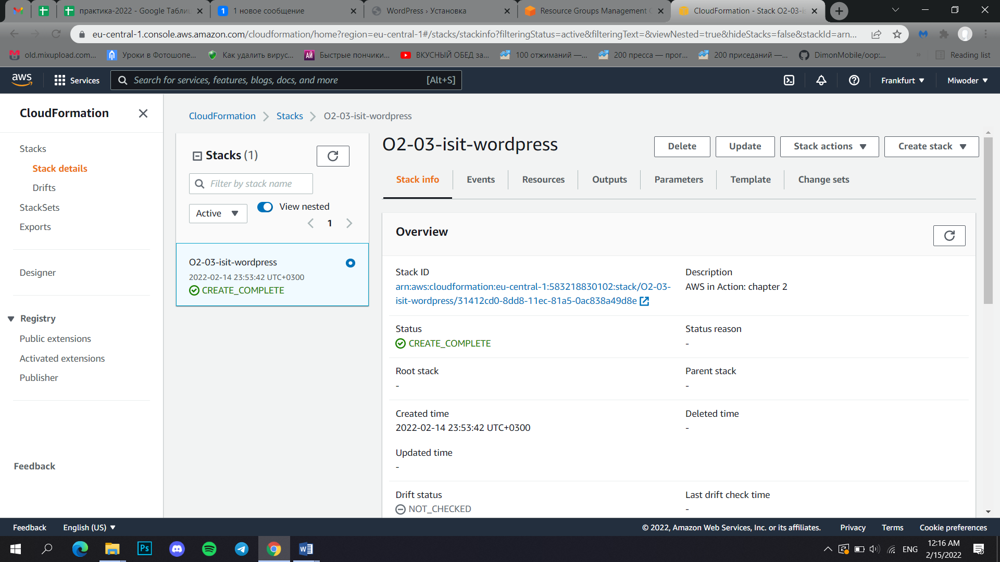 практика-2022 - Google Таблиц
1 1 новое сообщение
WordPress › Установка
Resource Groups Management C
CloudFormation - Stack O2-03-is
eu-central-1.console.aws.amazon.com/cloudformation/home?region=eu-central-1#/stacks/stackinfo?filteringStatus=active&filteringText=&viewNested=true&hideStacks=false&stackId=arn...
old.mixupload.com...
Уроки в Фотошопе...
Как удалить вирус...
АЙ Быстрые пончики...
ВКУСНЫЙ ОБЕД за...
100 отжиманий —...
200 пресса — прог...
200 приседаний —...
DimonMobile/oop:...
»
Reading list
aws
Services
Search for services, features, blogs, docs, and more [Alt+S]
Frankfurt
Miwoder
CloudFormation
Stacks
Stack details
Drifts
StackSets
Exports
Designer
Registry
Public extensions
Activated extensions
Publisher
Feedback
CloudFormation > Stacks > O2-03-isit-wordpress
Stacks (1)
Filter by stack name
Active
View nested
1
O2-03-isit-wordpress
2022-02-14 23:53:42 UTC+0300
CREATE_COMPLETE
O2-03-isit-wordpress
Delete
Update
Stack actions
Create stack
Stack info
Events
Resources
Outputs
Parameters
Template
Change sets
Overview
Stack ID
arn:aws:cloudformation:eu-central-1:583218830102:stack/O2-03-
isit-wordpress/31412cd0-8dd8-11ec-81a5-0ac838a49d8e
Description
AWS in Action: chapter 2
Status
CREATE_COMPLETE
Status reason
-
Root stack
-
Parent stack
-
Created time
2022-02-14 23:53:42 UTC+0300
Deleted time
-
Updated time
-
Drift status
NOT_CHECKED
Last drift check time
-
Feedback
English (US)
© 2022, Amazon Web Services, Inc. or its affiliates.
Privacy
Terms
Cookie preferences
Ps
W
ENG
12:16 AM
2/15/2022